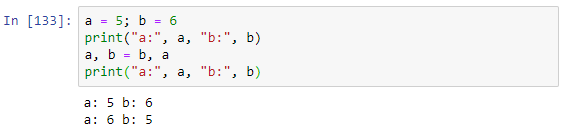 In [133]: a = 5; b = 6
print("a:", a, "b:", b)
a, b = b, a
print("a:", a, "b:", b)
a: 5 b: 6
a: 6 b: 5